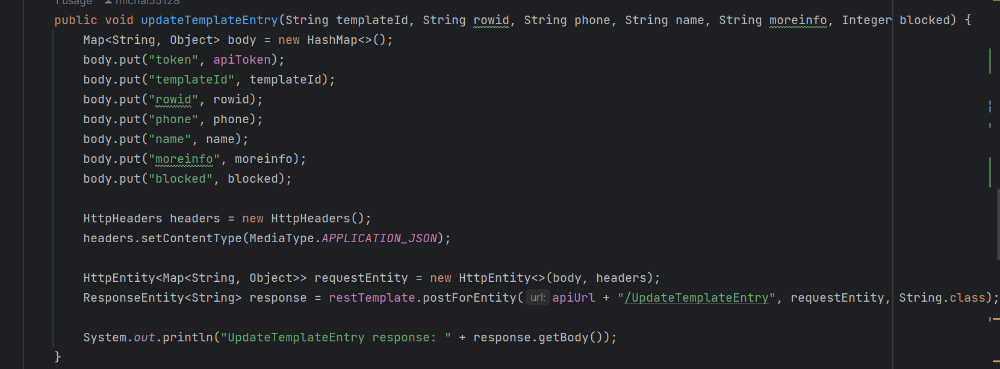 1 usage michal55128
public void updateTemplateEntry(String templateId, String rowid, String phone, String name, String moreinfo, Integer blocked) {
Map<String, Object> body = new HashMap<>();
body.put("token", apiToken);
body.put("templateId", templateId);
body.put("rowid", rowid);
body.put("phone", phone);
body.put("name", name);
body.put("moreinfo", moreinfo);
body.put("blocked", blocked);
HttpHeaders headers = new HttpHeaders();
headers.setContentType(MediaType.APPLICATION_JSON);
HttpEntity<Map<String, Object>> requestEntity = new HttpEntity<>(body, headers);
ResponseEntity<String> response = restTemplate.postForEntity( url: apiUrl + "/UpdateTemplateEntry", requestEntity, String.class);
System.out.println("UpdateTemplateEntry response: " + response.getBody());
}